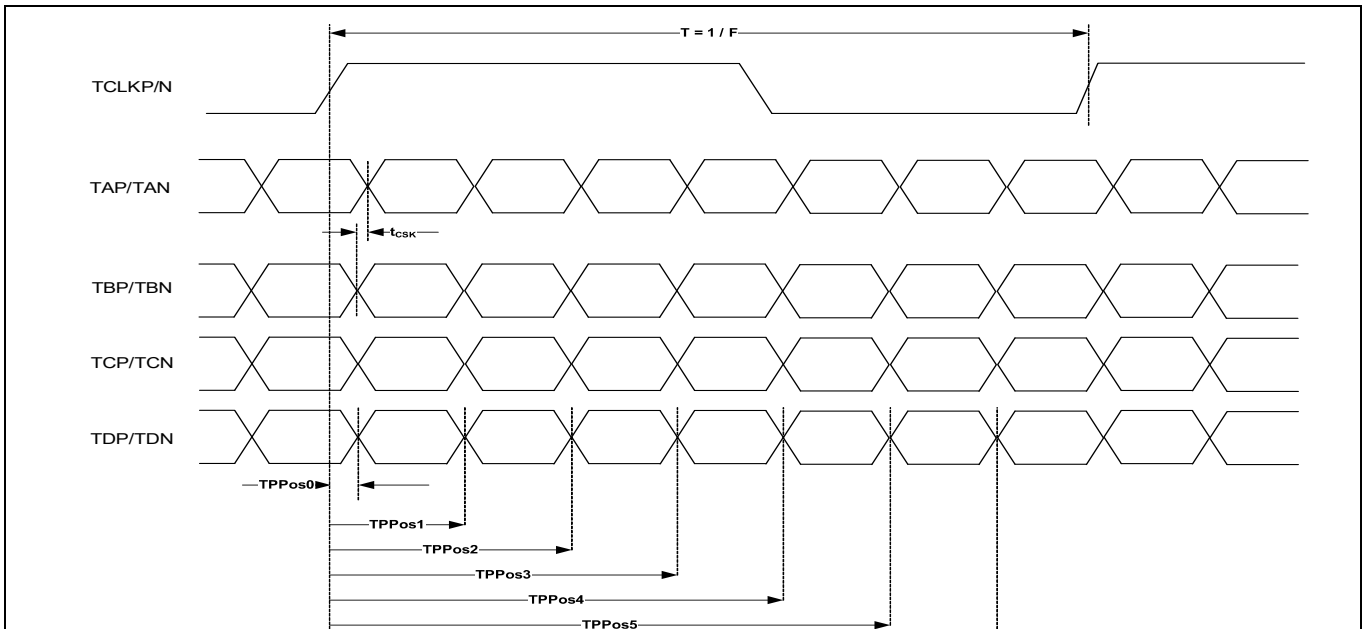 T = 1 / F
TCLKP/N
TAP/TAN
tCSK
TBP/TBN
TCP/TCN
TDP/TDN
TPPos0
TPPos1
TPPos2
TPPos3
TPPos4
TPPos5